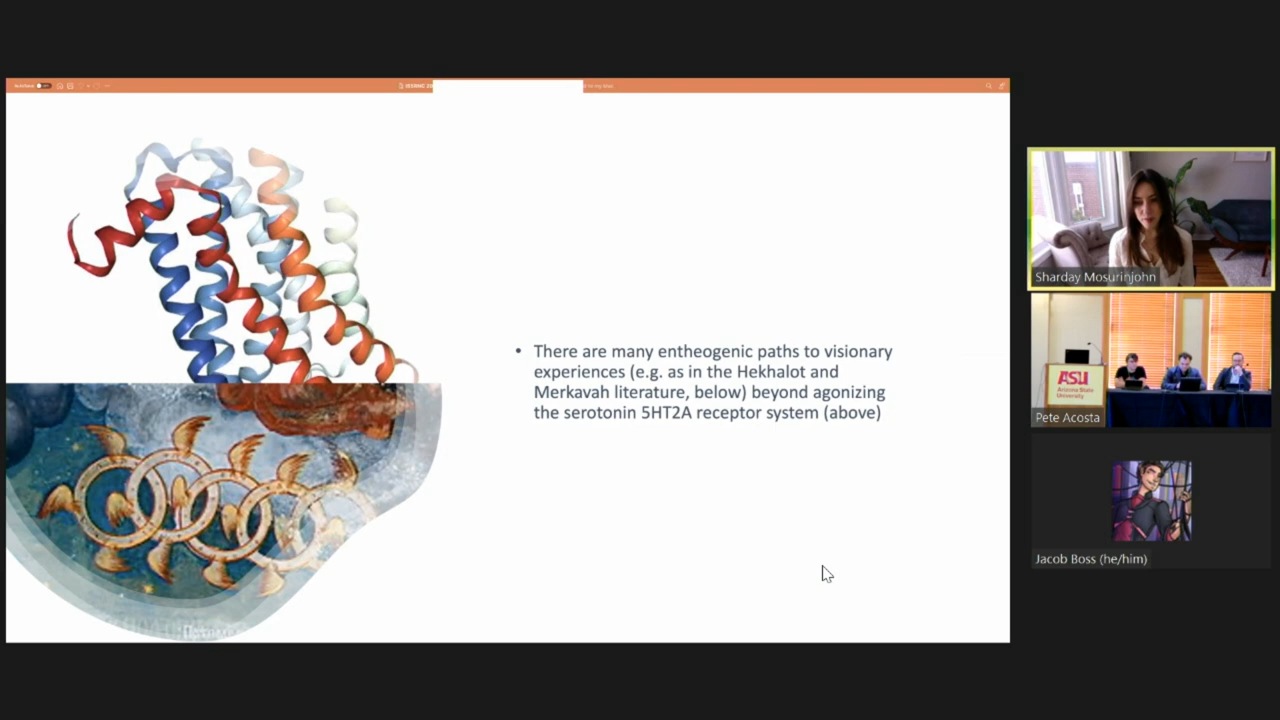 • There are many entheogenic paths to visionary
experiences (e.g. as in the Hekhalot and
Merkavah literature, below) beyond agonizing
the serotonin 5HT2A receptor system (above)
Sharday Mosurinjohn
ASU
Arizona State
University
Pete Acosta
Jacob Boss (he/him)